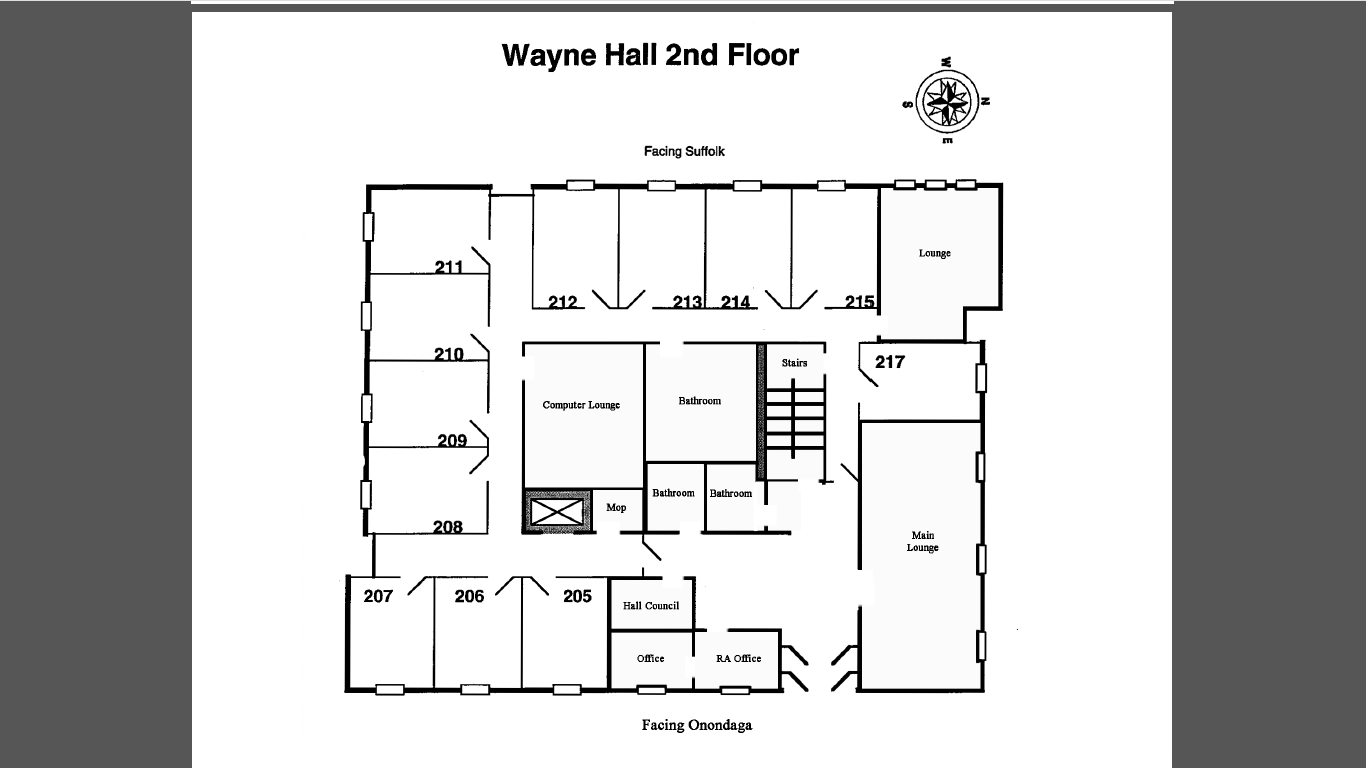 Wayne Hall 2nd Floor
W
S
N
E
Facing Suffolk
211
212
213
214
215
Lounge
210
Stairs
217
Computer Lounge
Bathroom
209
208
Mop
Bathroom
Bathroom
Main
Lounge
207
206
205
Hall Council
Office
RA Office
Facing Onondaga